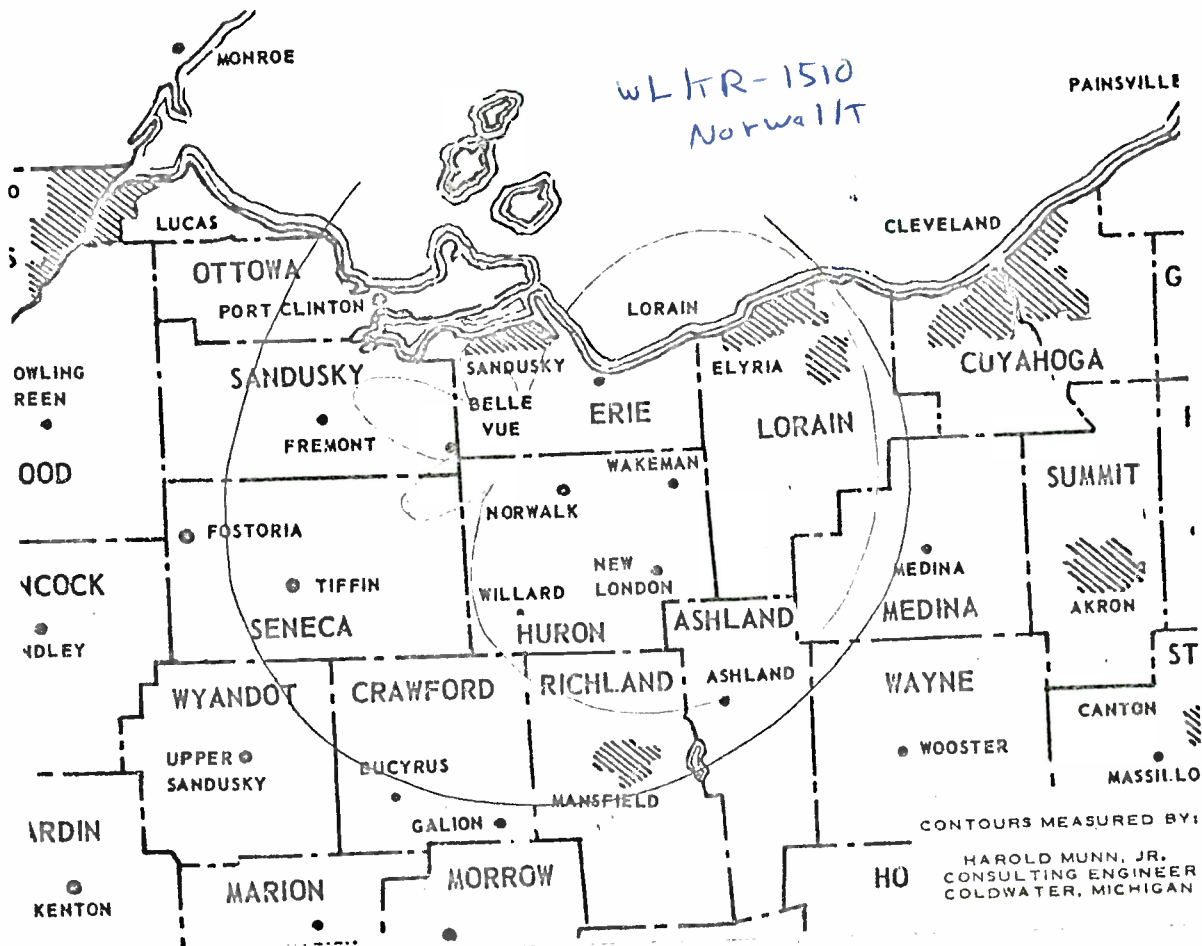 MONROE
WLKR-1510
Norwalk
PAINSVILLE
O
LUCAS
CLEVELAND
S
OTTOWA
G
PORT CLINTON
LORAIN
OWLING
REEN
SANDUSKY
SANDUSKY
ELYRIA
CUYAHOGA
BELLE
VUE
ERIE
LORAIN
FREMONT
OOD
WAKEMAN
SUMMIT
NORWALK
FOSTORIA
NEW
LONDON
MEDINA
NCOCK
TIFFIN
WILLARD
AKRON
NDLEY
SENECA
HURON
ASHLAND
MEDINA
ST
WYANDOT
CRAWFORD
RICHLAND
ASHLAND
WAYNE
CANTON
UPPER
SANDUSKY
BUCYRUS
WOOSTER
MASSILLO
MANSFIELD
ARDIN
GALION
CONTOURS MEASURED BY:
HAROLD MUNN, JR.
CONSULTING ENGINEER
COLDWATER, MICHIGAN
HO
MARION
MORROW
KENTON